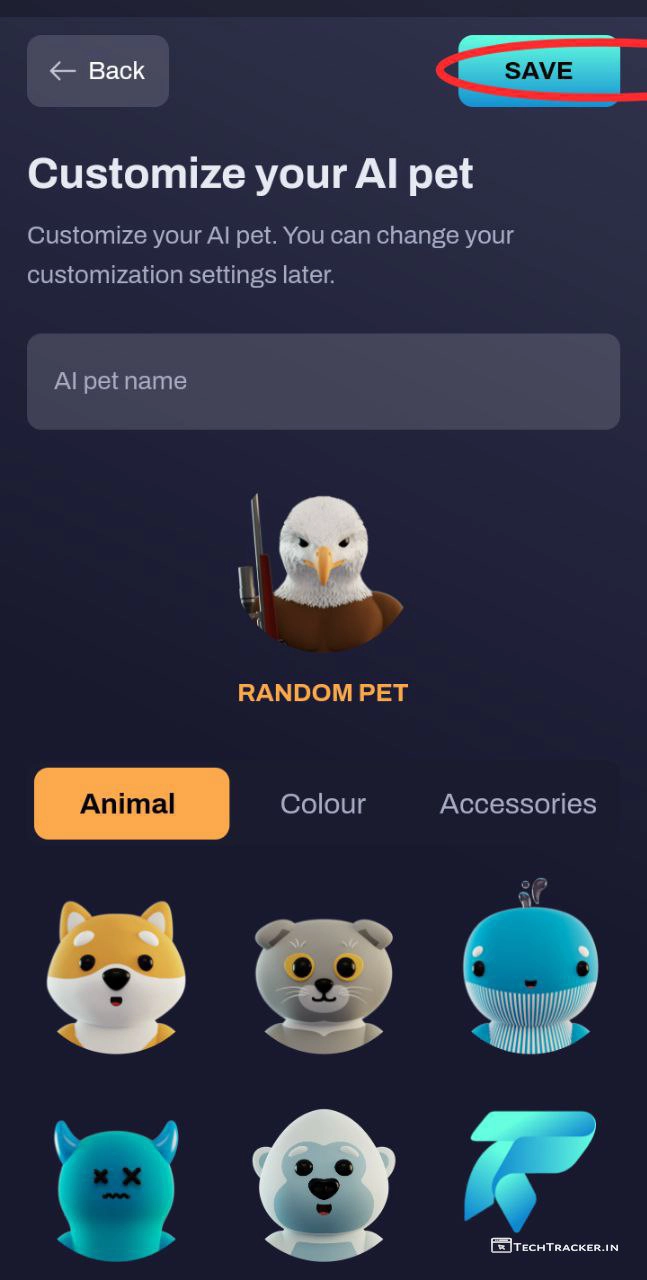 Back
SAVE
Customize your AI pet
Customize your AI pet. You can change your
customization settings later.
AI pet name
RANDOM PET
Animal
Colour
Accessories
TECHTRACKER.IN